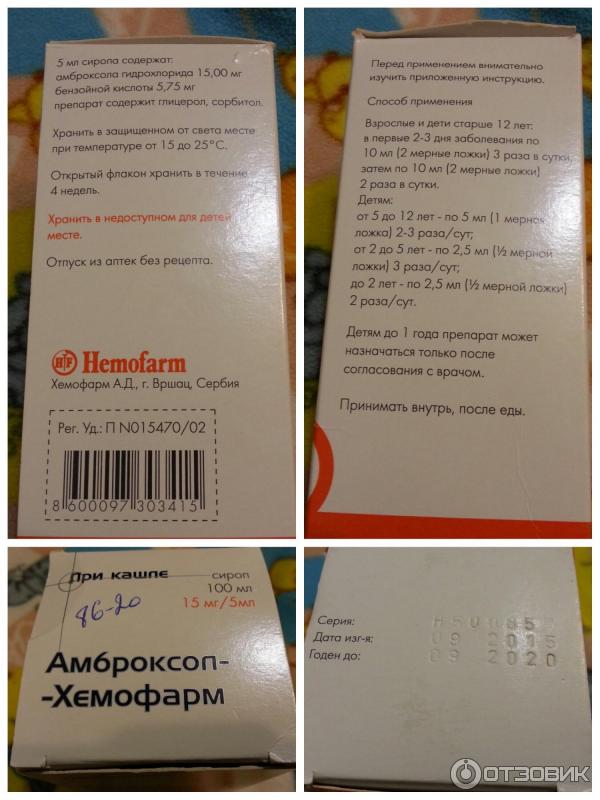 5 мл сиропа содержат:
амброксола гидрохлорида 15,00 мг
бензойной кислоты 5,75 мг
препарат содержит глицерол, сорбитол.
Хранить в защищенном от света месте
при температуре от 15 до 25°C.
Открытый флакон хранить в течение
4 недель.
Хранить в недоступном для детей
месте.
Отпуск из аптек без рецепта.
HF Hemofarm
Хемофарм А.Д., г. Вршац, Сербия
Рег. Уд.: П N015470/02
8 600097 303415
Перед применением внимательно
изучить приложенную инструкцию.
Способ применения
Взрослые и дети старше 12 лет:
в первые 2-3 дня заболевания по
10 мл (2 мерные ложки) 3 раза в сутки,
затем по 10 мл (2 мерные ложки)
2 раза в сутки.
Детям:
от 5 до 12 лет - по 5 мл (1 мерная
ложка) 2-3 раза/сут;
от 2 до 5 лет - по 2,5 мл (½ мерной
ложки) 3 раза/сут;
до 2 лет - по 2,5 мл (½ мерной ложки)
2 раза/сут.
Детям до 1 года препарат может
назначаться только после
согласования с врачом.
Принимать внутрь, после еды.
При кашле
сироп
100 мл
15 мг/5мл
86-20
Амброксол-
-Хемофарм
Серия:
Дата изг-я: 09 2015
Годен до: 09 2020
ОТЗОВИК